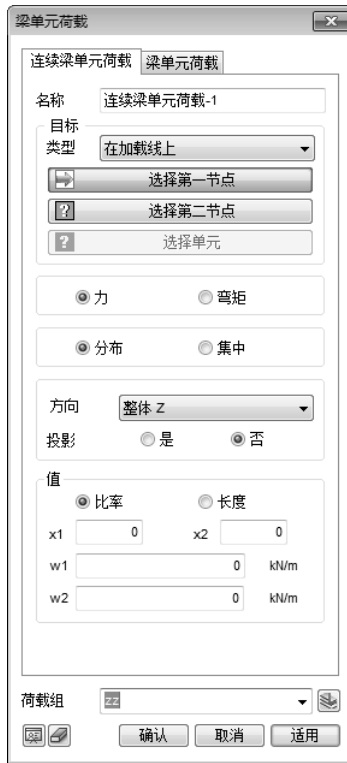 梁单元荷载
连续梁单元荷载 梁单元荷载
名称 连续梁单元荷载-1
目标
类型 在加载线上
选择第一节点
? 选择第二节点
? 选择单元
力 弯矩
分布 集中
方向 整体 Z
投影 是 否
值
比率 长度
x1 0 x2 0
w1 0 kN/m
w2 0 kN/m
荷载组 zz
确认 取消 适用